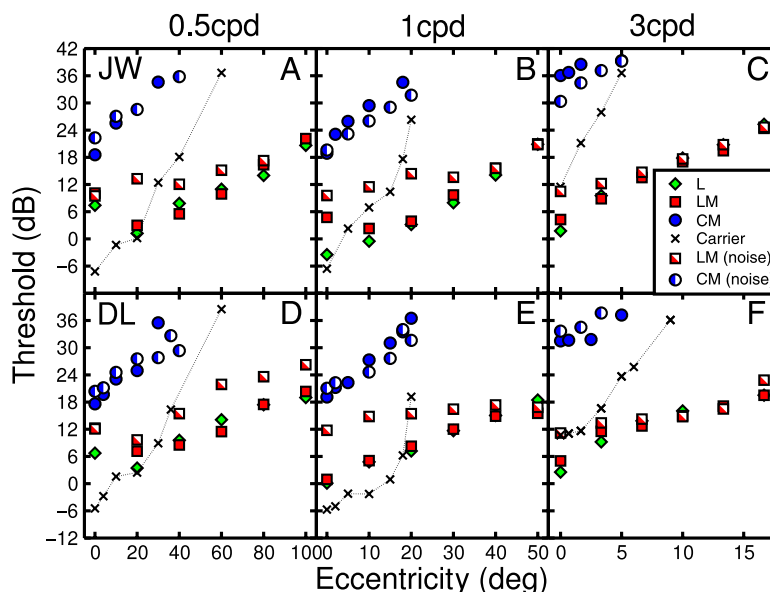 0.5cpd 1cpd 3cpd
42
36
30
24
18
12
6
0
−6
JW A B C
L
LM
CM
Carrier
LM (noise)
CM (noise)
Threshold (dB)
36
30
24
18
12
6
0
−6
−12
DL D E F
0 20 40 60 80 100
0 10 20 30 40 50
0 5 10 15
Eccentricity (deg)